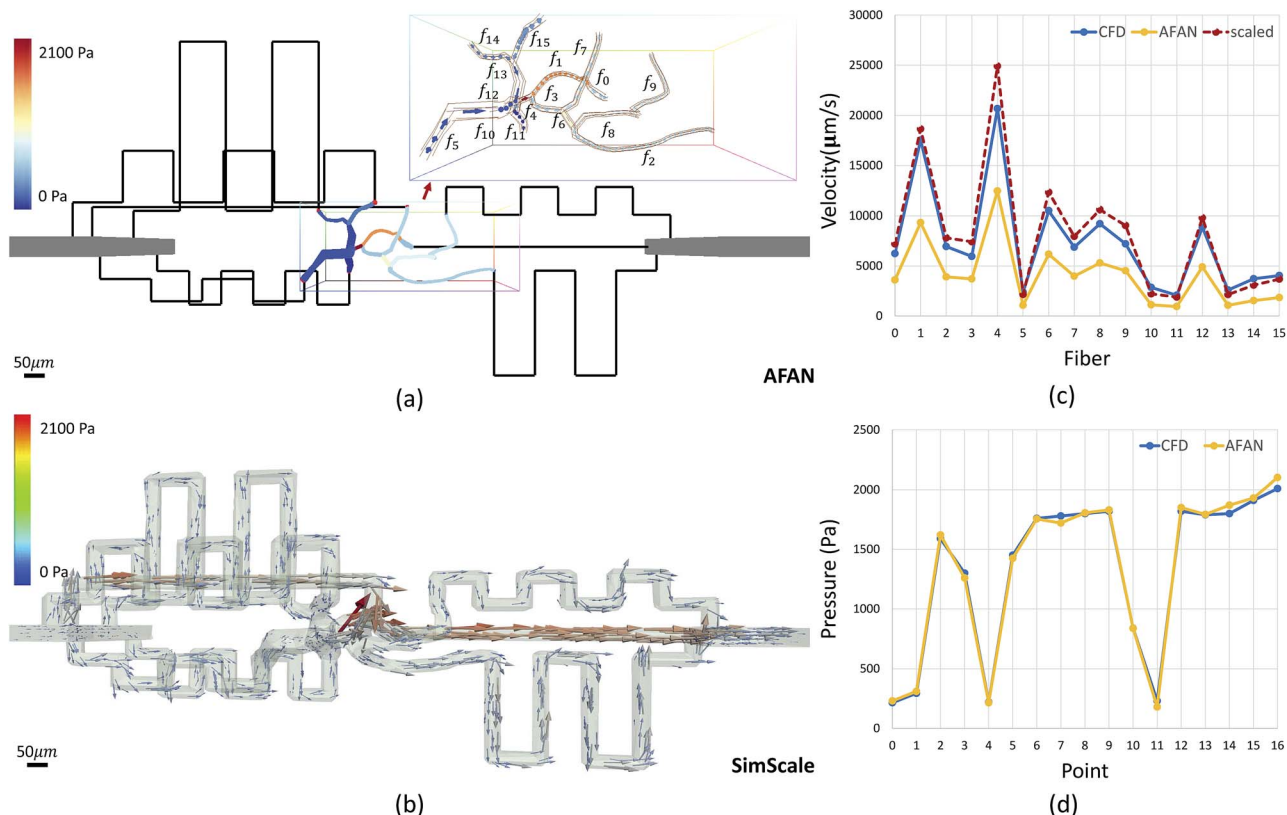 2100 Pa
0 Pa
f14
f15
f13
f12
f10
f5
f11
f4
f3
f1
f7
f0
f6
f9
f8
f2
50μm
AFAN
(a)
2100 Pa
0 Pa
50μm
SimScale
(b)
CFD AFAN scaled
30000
25000
20000
15000
10000
5000
0
Velocity(μm/s)
0 1 2 3 4 5 6 7 8 9 10 11 12 13 14 15
Fiber
(c)
CFD AFAN
2500
2000
1500
1000
500
0
Pressure (Pa)
0 1 2 3 4 5 6 7 8 9 10 11 12 13 14 15 16
Point
(d)